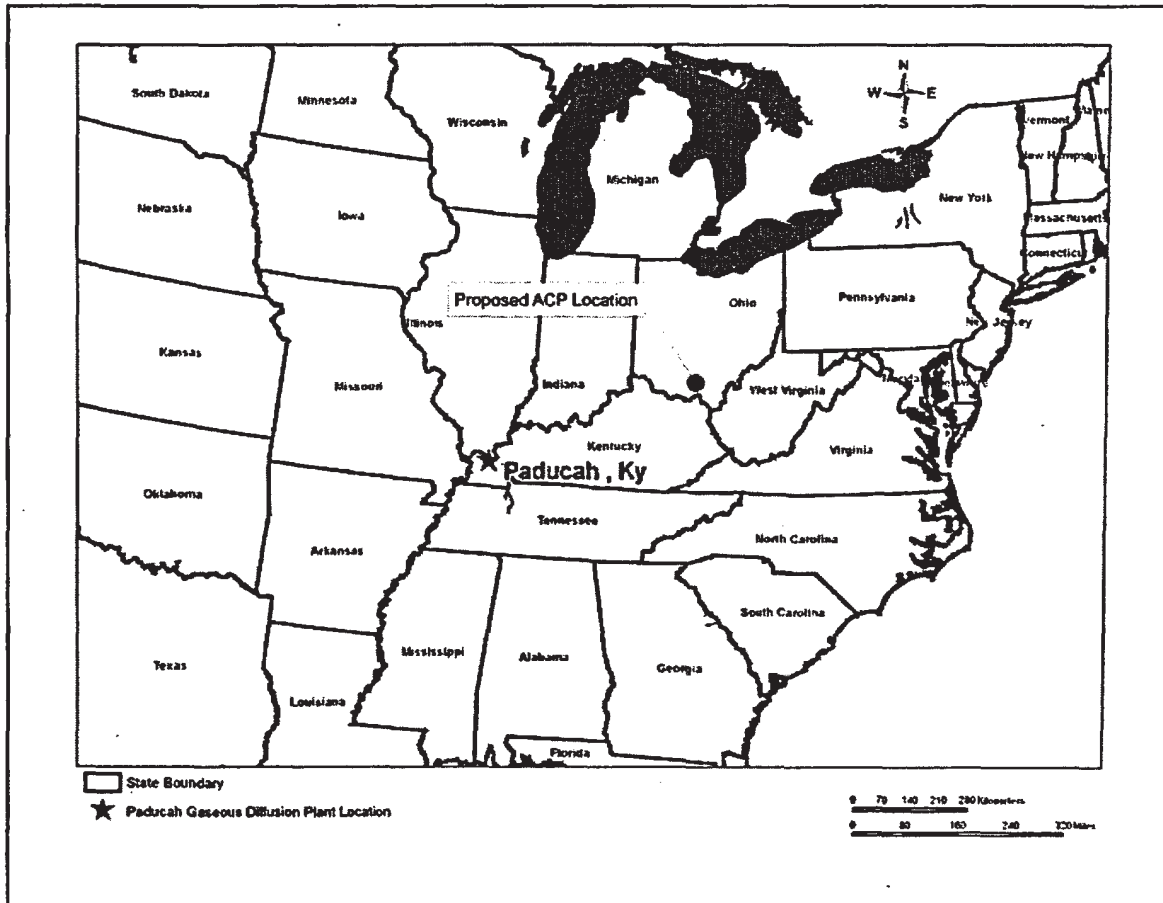 N
W E
S
South Dakota
Minnesota
Wisconsin
Michigan
Vermont
New Hampshire
New York
Massachusetts
Connecticut
Nebraska
Iowa
Proposed ACP Location
Ohio
Pennsylvania
New Jersey
Illinois
Kansas
Missouri
Indiana
West Virginia
Kentucky
Virginia
Paducah , Ky
Oklahoma
Tennessee
North Carolina
Arkansas
South Carolina
Texas
Mississippi
Alabama
Georgia
Louisiana
Florida
State Boundary
Paducah Gaseous Diffusion Plant Location
0 70 140 210 280 Kilometers
0 80 160 240 320 Miles